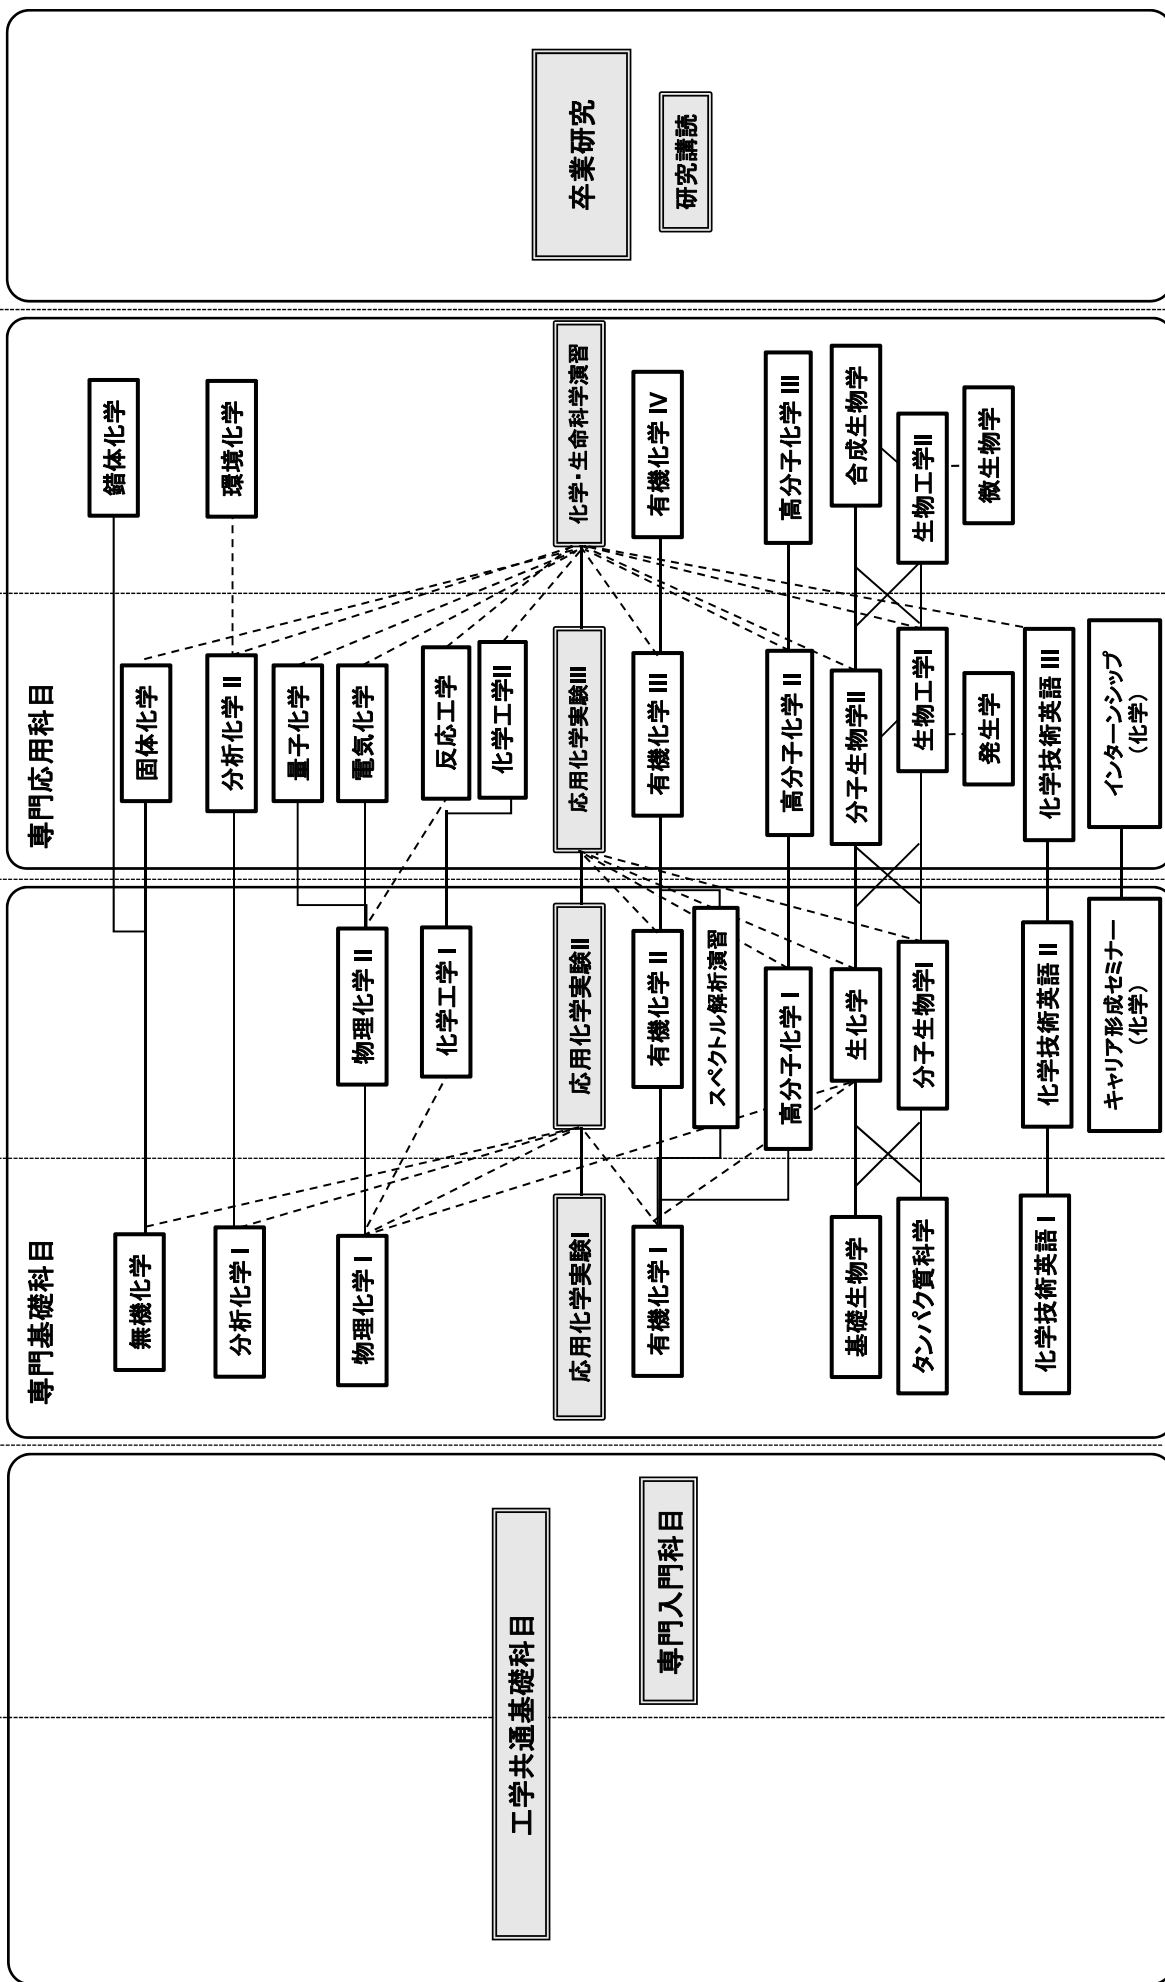 工学共通基礎科目
専門入門科目
専門基礎科目
無機化学
分析化学 I
物理化学 I
応用化学実験I
有機化学 I
基礎生物学
タンパク質科学
化学技術英語 I
物理化学 II
化学工学 I
応用化学実験II
有機化学 II
スペクトル解析演習
高分子化学 I
生化学
分子生物学I
化学技術英語 II
キャリア形成セミナー
（化学）
専門応用科目
固体化学
分析化学 II
量子化学
電気化学
反応工学
化学工学II
応用化学実験III
有機化学 III
高分子化学 II
分子生物学II
生物工学I
発生学
化学技術英語 III
インターンシップ
（化学）
錯体化学
環境化学
化学・生命科学演習
有機化学 IV
高分子化学 III
合成生物学
生物工学II
微生物学
卒業研究
研究講読